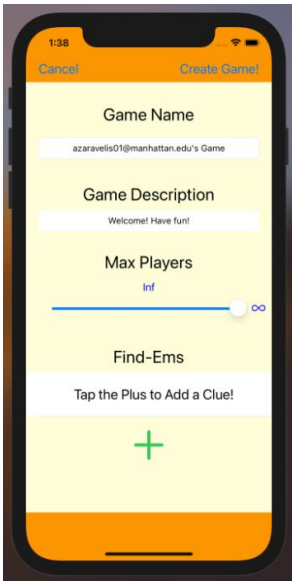 1:38
Cancel Create Game!
Game Name
azaravelis01@manhattan.edu's Game
Game Description
Welcome! Have fun!
Max Players
Inf
∞
Find-Ems
Tap the Plus to Add a Clue!